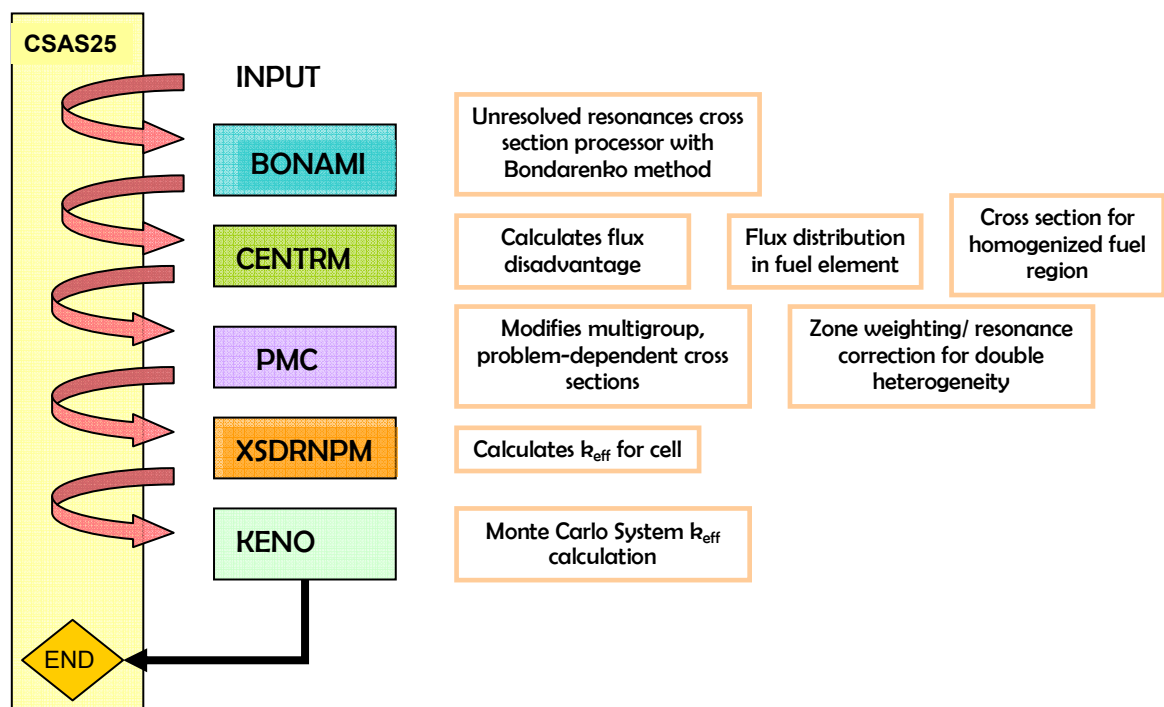 CSAS25
INPUT
BONAMI
Unresolved resonances cross
section processor with
Bondarenko method
CENTRM
Calculates flux
disadvantage
Flux distribution
in fuel element
Cross section for
homogenized fuel
region
PMC
Modifies multigroup,
problem-dependent cross
sections
Zone weighting/ resonance
correction for double
heterogeneity
XSDRNPM
Calculates keff for cell
KENO
Monte Carlo System keff
calculation
END